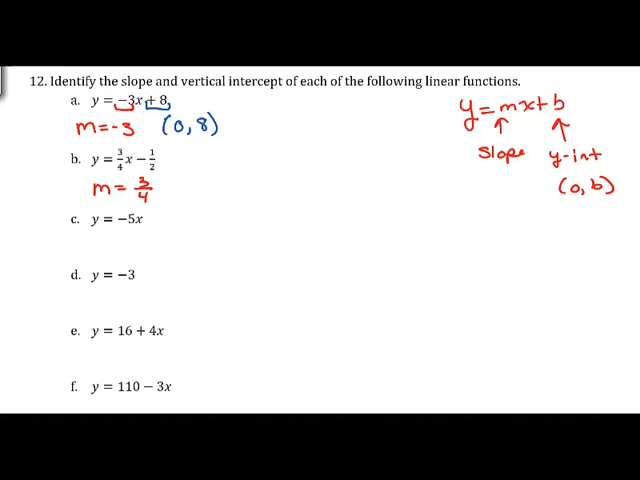 12. Identify the slope and vertical intercept of each of the following linear functions.
a. y = −3x + 8
m = -3 (0, 8)
y = mx + b
slope y-int
(0, b)
b. y = 3/4 x − 1/2
m = 3/4
c. y = −5x
d. y = −3
e. y = 16 + 4x
f. y = 110 − 3x